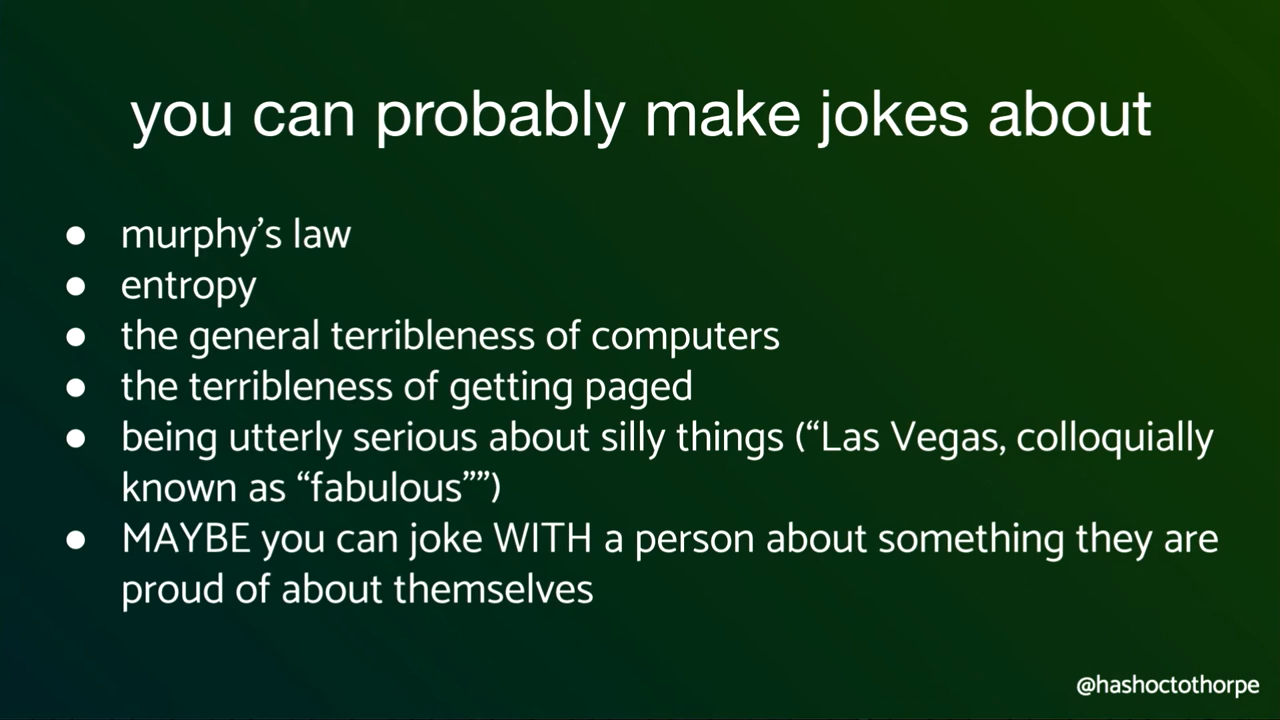 you can probably make jokes about
● murphy’s law
● entropy
● the general terribleness of computers
● the terribleness of getting paged
● being utterly serious about silly things (“Las Vegas, colloquially
known as “fabulous””)
● MAYBE you can joke WITH a person about something they are
proud of about themselves
@hashoctothorpe